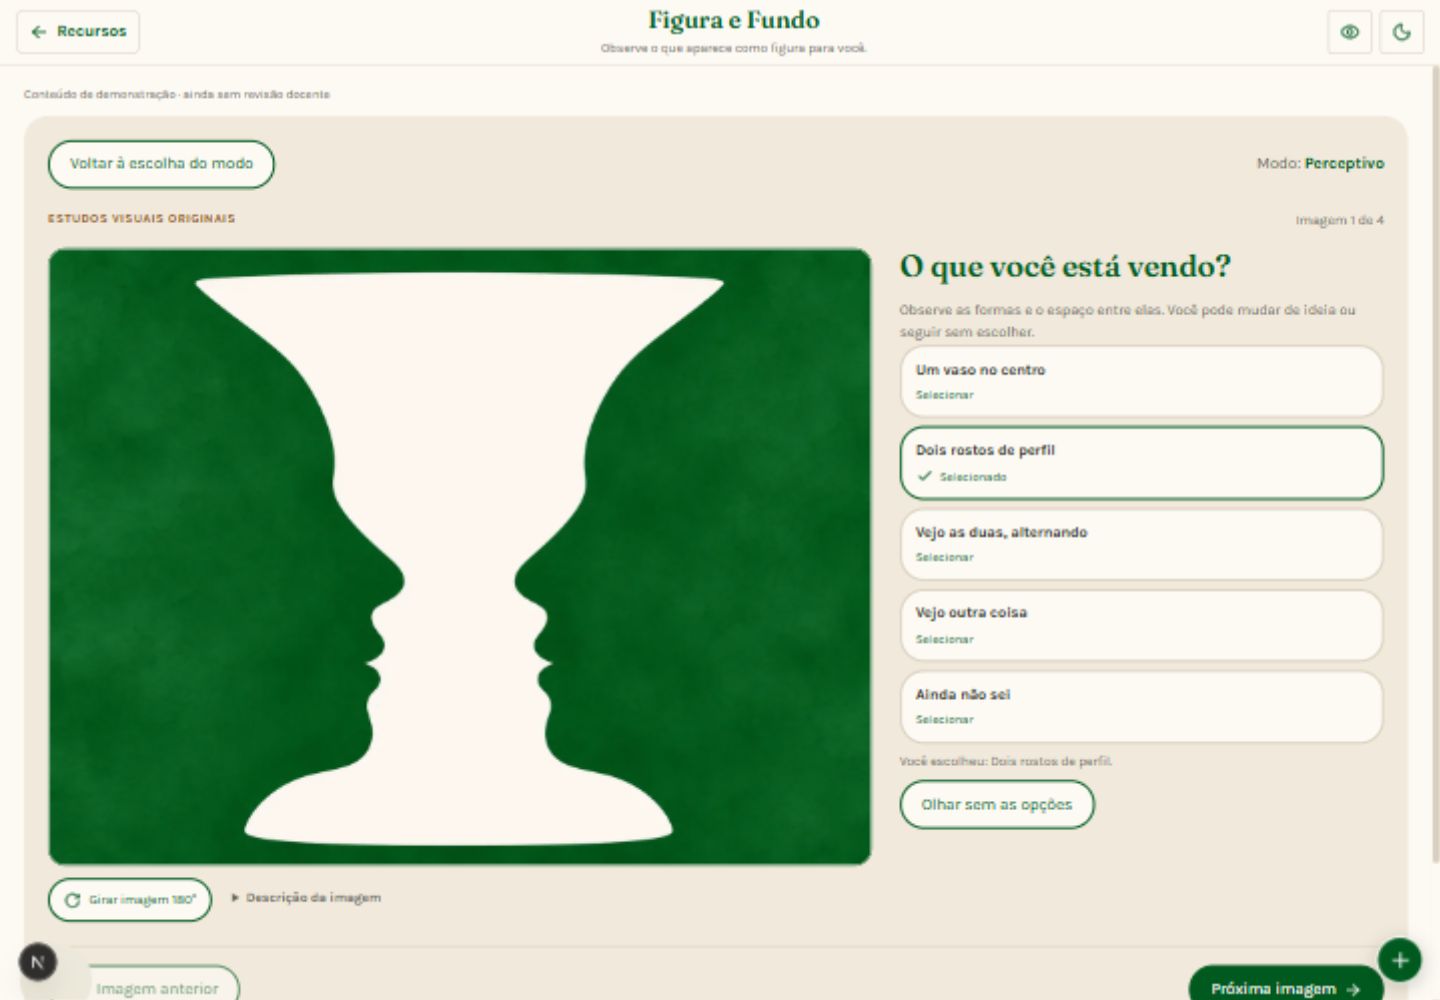 Recursos
Figura e Fundo
Observe o que aparece como figura para você.
Conteúdo de demonstração · ainda sem revisão docente
Voltar à escolha do modo
Modo: Perceptivo
ESTUDOS VISUAIS ORIGINAIS
Imagem 1 de 4
O que você está vendo?
Observe as formas e o espaço entre elas. Você pode mudar de ideia ou
seguir sem escolher.
Um vaso no centro
Selecionar
Dois rostos de perfil
Selecionado
Vejo as duas, alternando
Selecionar
Vejo outra coisa
Selecionar
Ainda não sei
Selecionar
Você escolheu: Dois rostos de perfil.
Olhar sem as opções
Girar imagem 180°
Descrição da imagem
N
Imagem anterior
Próxima imagem